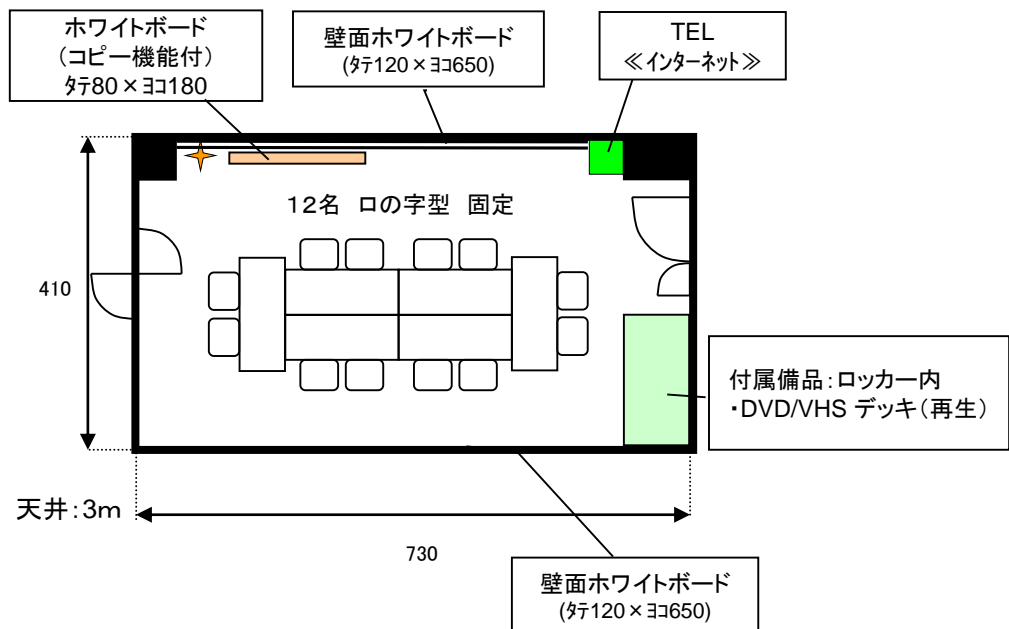 ホワイトボード
（コピー機能付）
ﾀﾃ80×ﾖｺ180
壁面ホワイトボード
(ﾀﾃ120×ﾖｺ650)
TEL
≪インターネット≫
12名 ロの字型 固定
410
付属備品：ロッカー内
・DVD/VHS デッキ（再生）
天井：3m
730
壁面ホワイトボード
(ﾀﾃ120×ﾖｺ650)